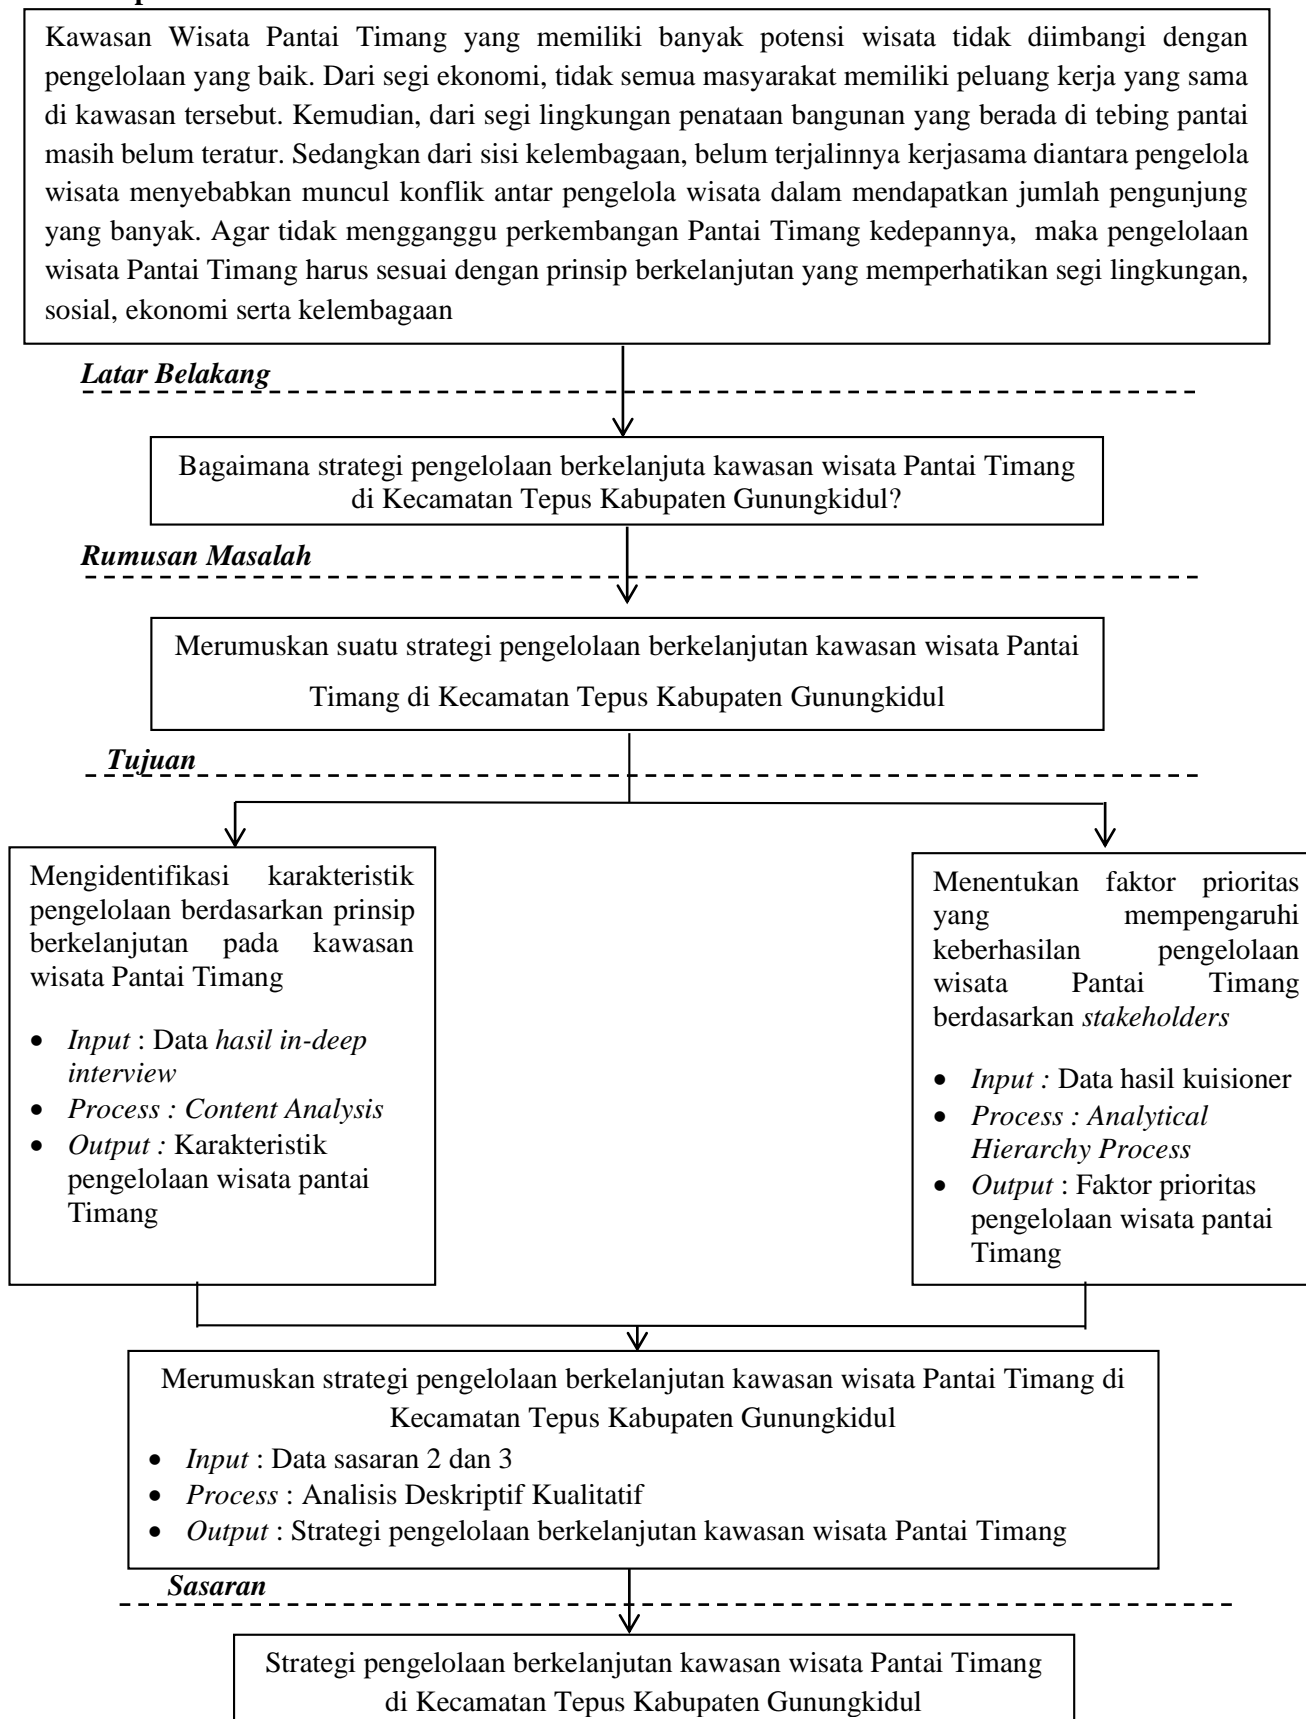 Kawasan Wisata Pantai Timang yang memiliki banyak potensi wisata tidak diimbangi dengan
pengelolaan yang baik. Dari segi ekonomi, tidak semua masyarakat memiliki peluang kerja yang sama
di kawasan tersebut. Kemudian, dari segi lingkungan penataan bangunan yang berada di tebing pantai
masih belum teratur. Sedangkan dari sisi kelembagaan, belum terjalinnya kerjasama diantara pengelola
wisata menyebabkan muncul konflik antar pengelola wisata dalam mendapatkan jumlah pengunjung
yang banyak. Agar tidak mengganggu perkembangan Pantai Timang kedepannya, maka pengelolaan
wisata Pantai Timang harus sesuai dengan prinsip berkelanjutan yang memperhatikan segi lingkungan,
sosial, ekonomi serta kelembagaan
Latar Belakang
Bagaimana strategi pengelolaan berkelanjuta kawasan wisata Pantai Timang
di Kecamatan Tepus Kabupaten Gunungkidul?
Rumusan Masalah
Merumuskan suatu strategi pengelolaan berkelanjutan kawasan wisata Pantai
Timang di Kecamatan Tepus Kabupaten Gunungkidul
Tujuan
Mengidentifikasi karakteristik
pengelolaan berdasarkan prinsip
berkelanjutan pada kawasan
wisata Pantai Timang
• Input : Data hasil in-deep
interview
• Process : Content Analysis
• Output : Karakteristik
pengelolaan wisata pantai
Timang
Menentukan faktor prioritas
yang mempengaruhi
keberhasilan pengelolaan
wisata Pantai Timang
berdasarkan stakeholders
• Input : Data hasil kuisioner
• Process : Analytical
Hierarchy Process
• Output : Faktor prioritas
pengelolaan wisata pantai
Timang
Merumuskan strategi pengelolaan berkelanjutan kawasan wisata Pantai Timang di
Kecamatan Tepus Kabupaten Gunungkidul
• Input : Data sasaran 2 dan 3
• Process : Analisis Deskriptif Kualitatif
• Output : Strategi pengelolaan berkelanjutan kawasan wisata Pantai Timang
Sasaran
Strategi pengelolaan berkelanjutan kawasan wisata Pantai Timang
di Kecamatan Tepus Kabupaten Gunungkidul